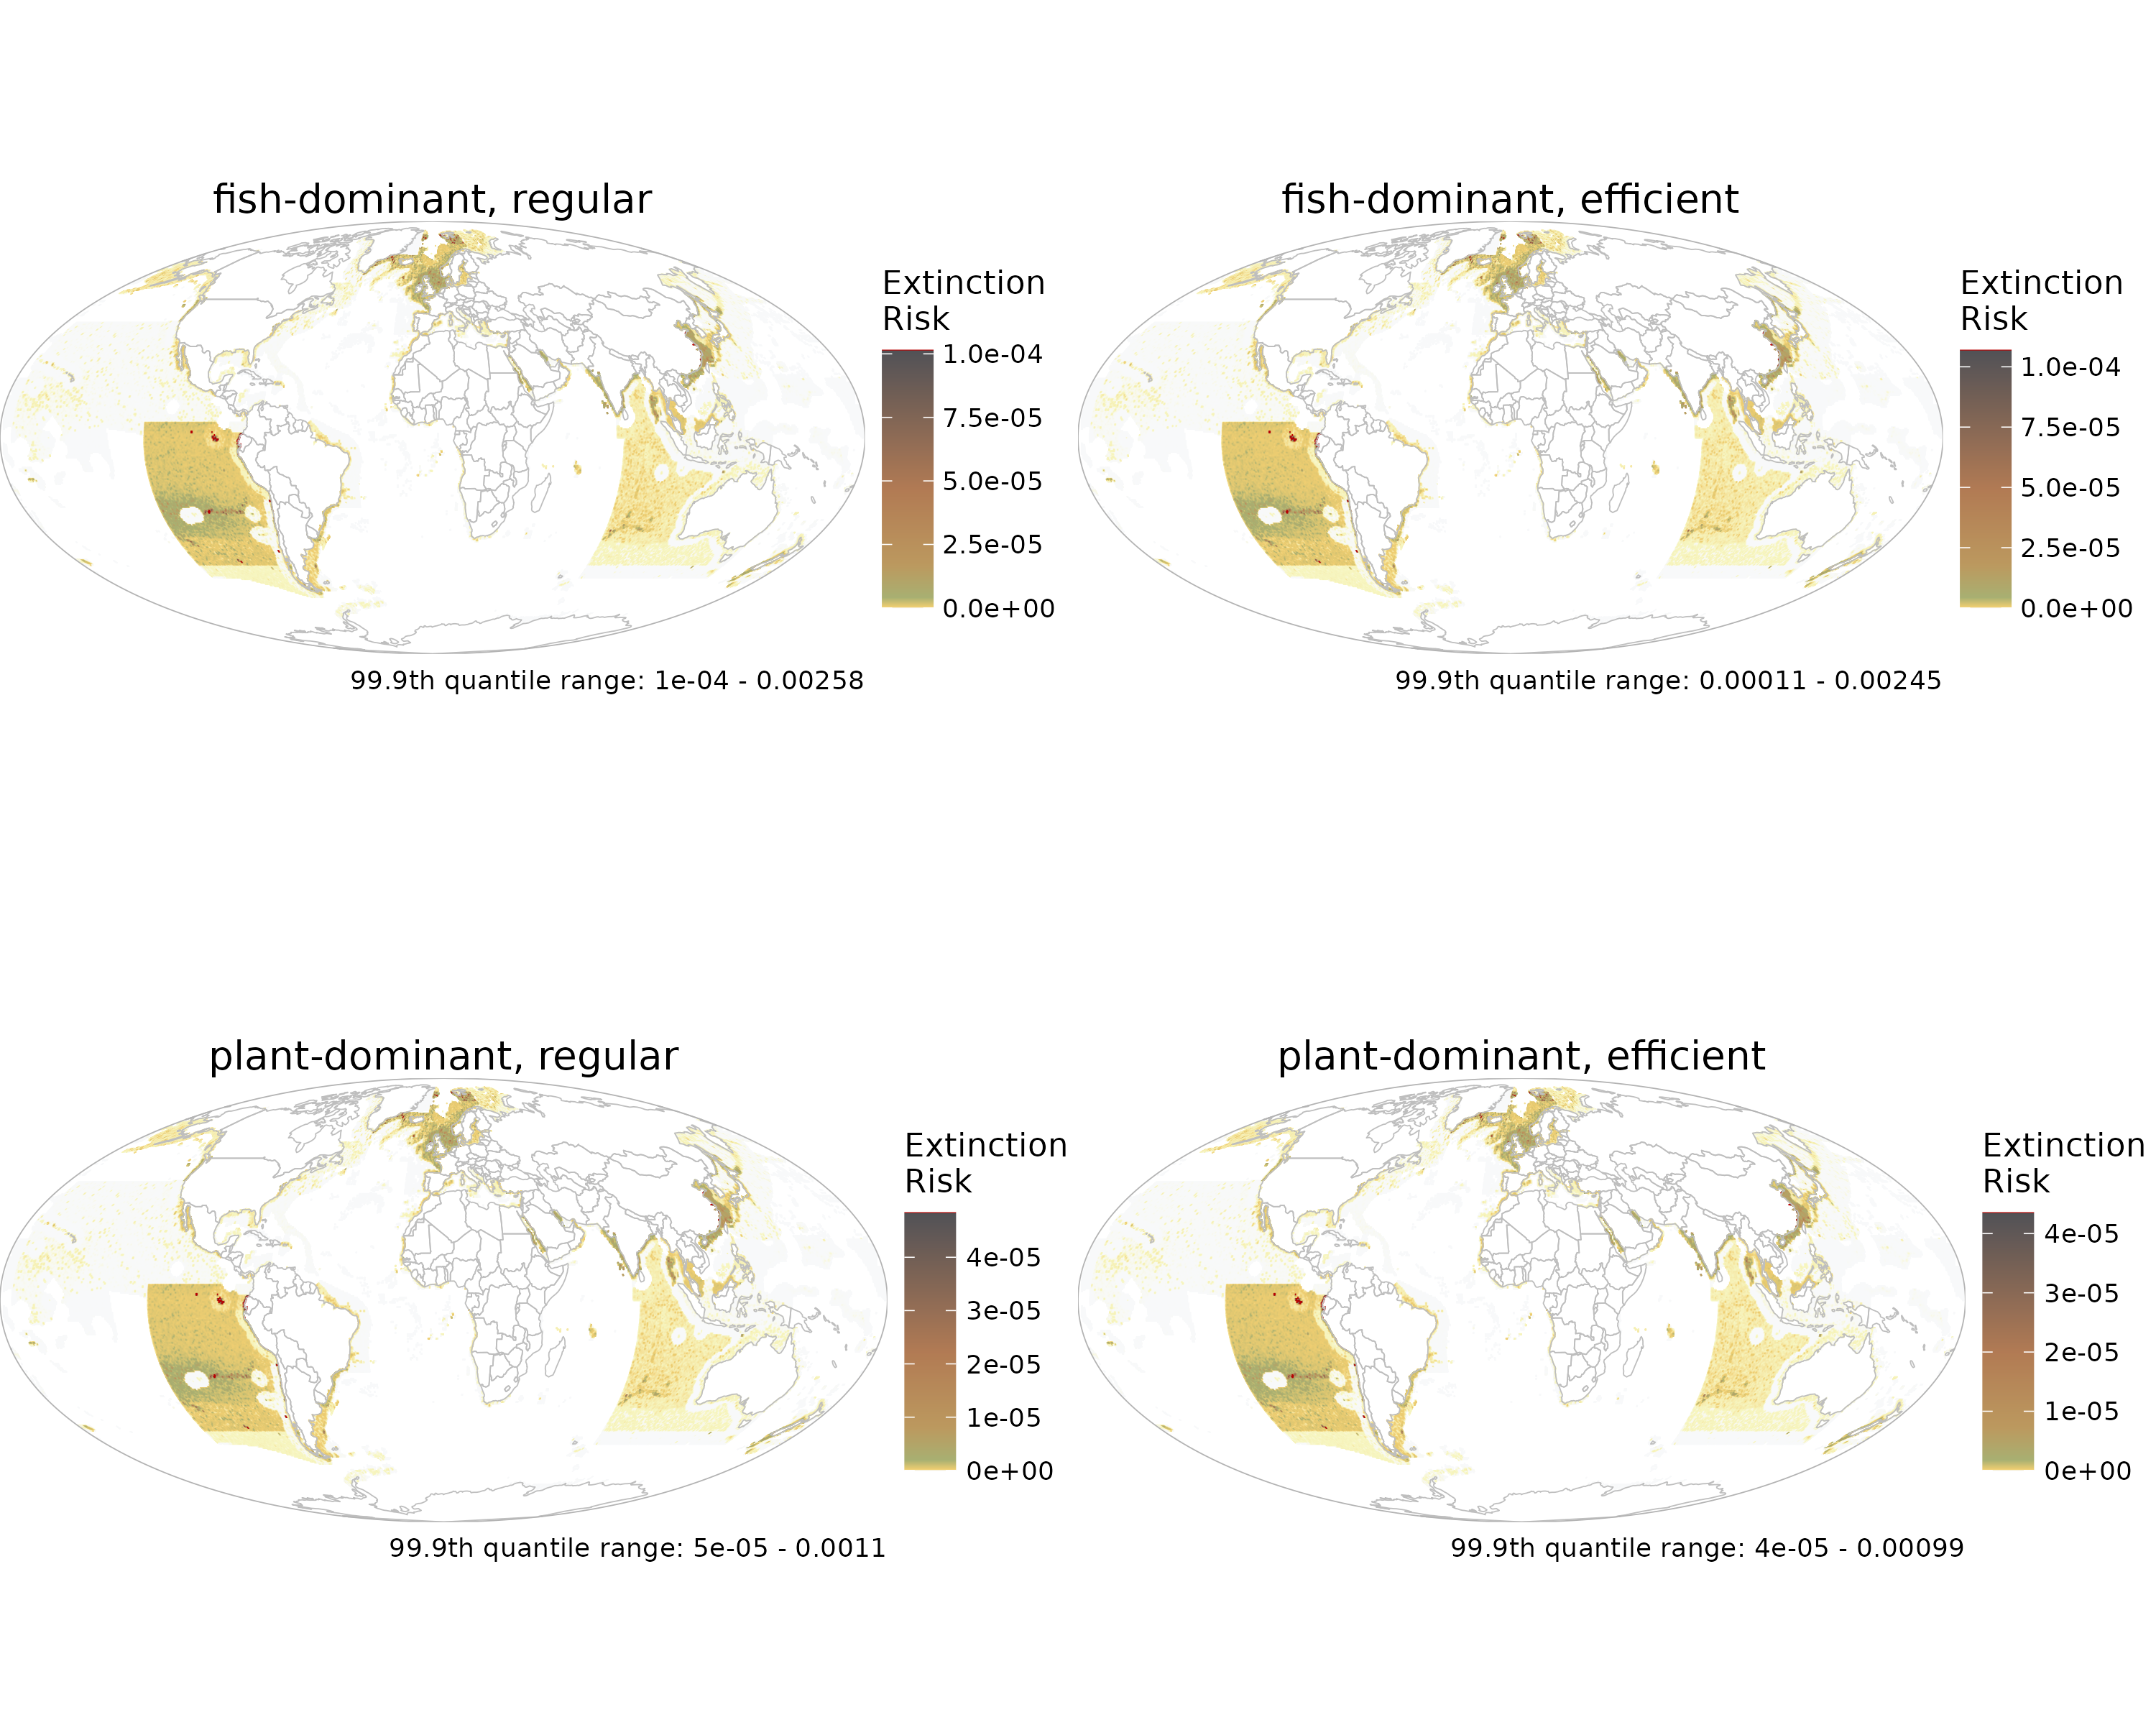 fish-dominant, regular
Extinction
Risk
1.0e-04
7.5e-05
5.0e-05
2.5e-05
0.0e+00
99.9th quantile range: 1e-04 - 0.00258
fish-dominant, efficient
Extinction
Risk
1.0e-04
7.5e-05
5.0e-05
2.5e-05
0.0e+00
99.9th quantile range: 0.00011 - 0.00245
plant-dominant, regular
Extinction
Risk
4e-05
3e-05
2e-05
1e-05
0e+00
99.9th quantile range: 5e-05 - 0.0011
plant-dominant, efficient
Extinction
Risk
4e-05
3e-05
2e-05
1e-05
0e+00
99.9th quantile range: 4e-05 - 0.00099